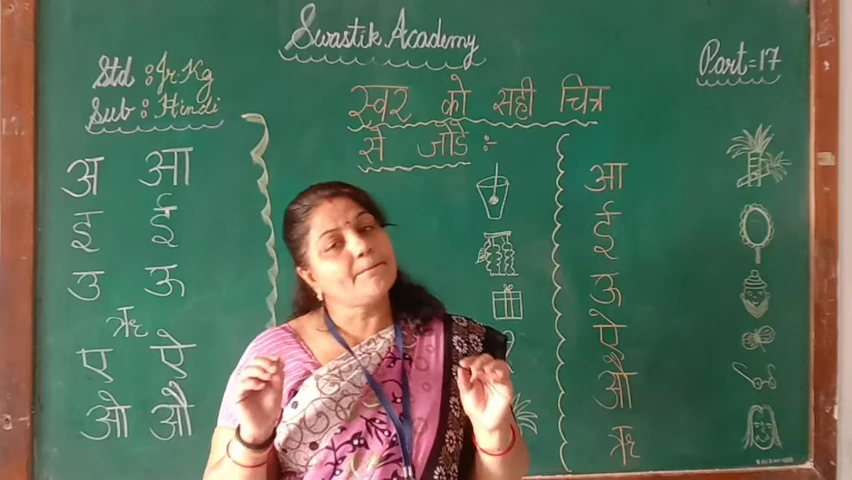 Swastik Academy
Std : Jr. Kg
Sub : Hindi
Part = 17
स्वर को सही चित्र
से जोडे :-
अ आ
इ ई
उ ऊ
ऋ
ए ऐ
ओ औ
आ
ई
ऊ
ऐ
औ
ऋ